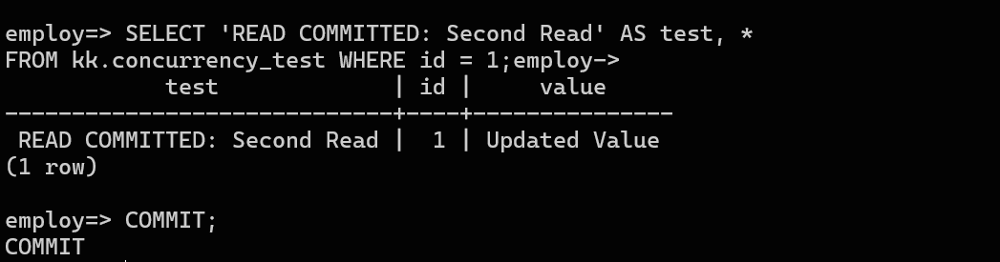 employ=> SELECT 'READ COMMITTED: Second Read' AS test, *
FROM kk.concurrency_test WHERE id = 1;employ->
            test             | id |     value
-----------------------------+----+---------------
 READ COMMITTED: Second Read |  1 | Updated Value
(1 row)

employ=> COMMIT;
COMMIT